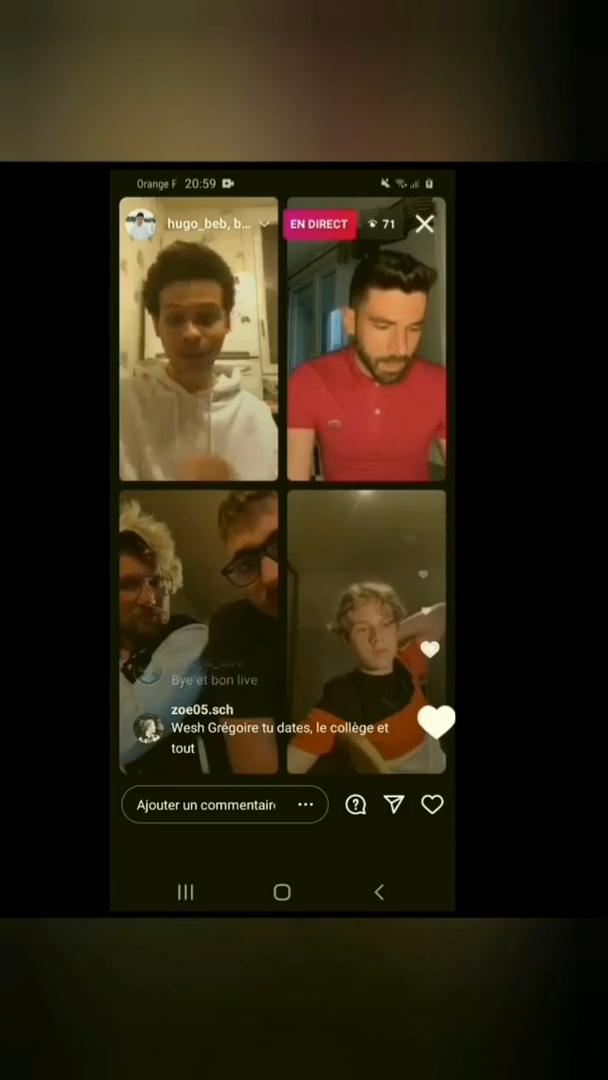 Orange F 20:59
hugo_beb, b...
EN DIRECT
71
Bye et bon live
zoe05.sch
Wesh Grégoire tu dates, le collège et
tout
Ajouter un commentair